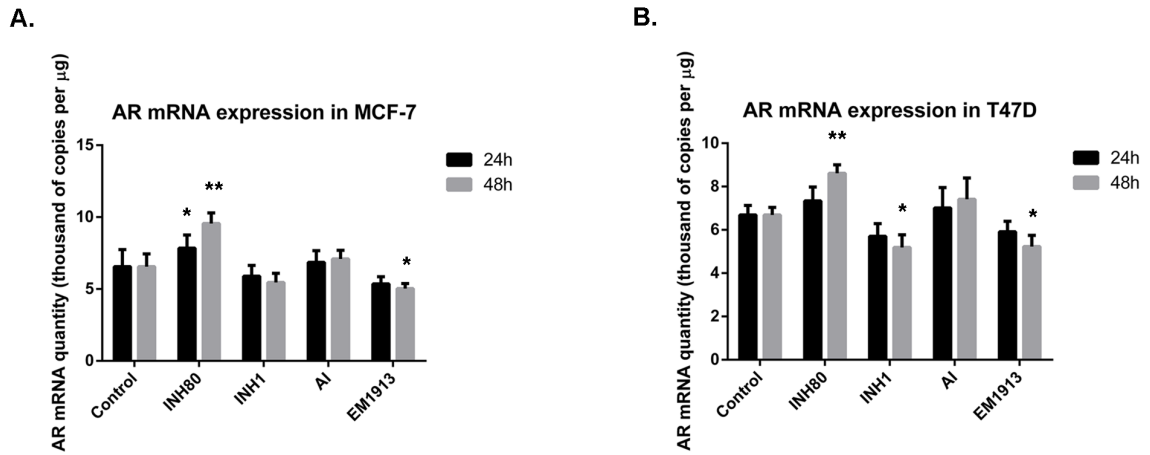 A.
AR mRNA expression in MCF-7
AR mRNA quantity (thousand of copies per μg)
15
10
5
0
*
**
*
Control
INH80
INH1
AI
EM1913
24h
48h
B.
AR mRNA expression in T47D
AR mRNA quantity (thousand of copies per μg)
10
8
6
4
2
0
**
*
*
Control
INH80
INH1
AI
EM1913
24h
48h